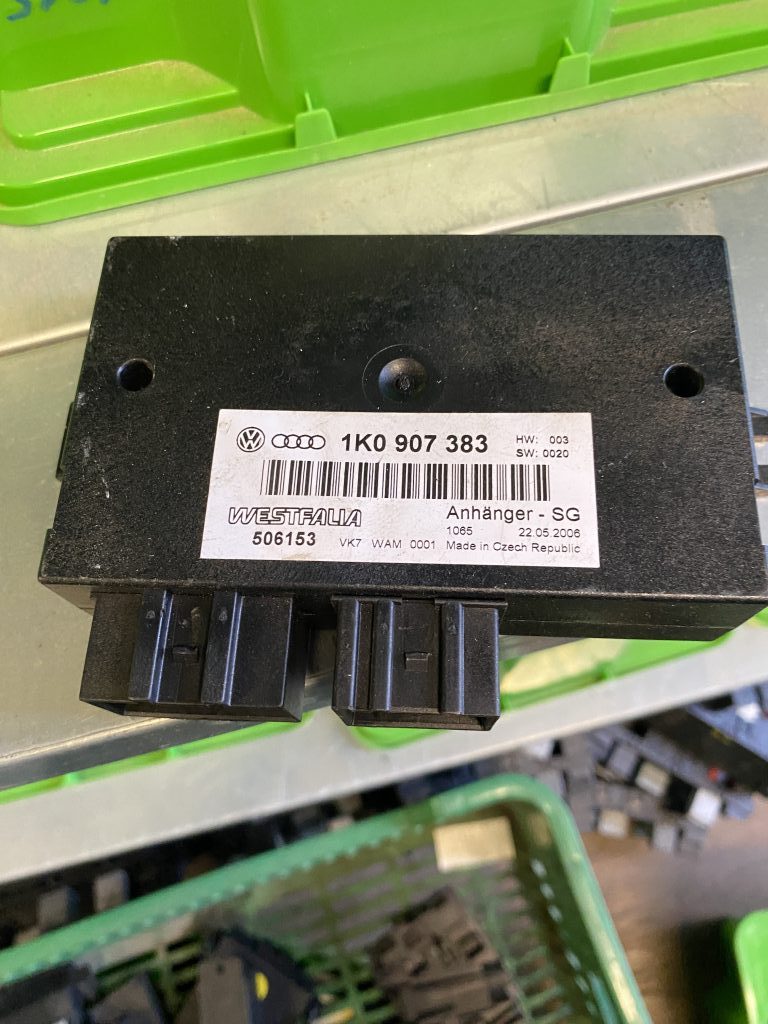 1K0 907 383
HW: 003
SW: 0020
WESTFALIA
506153
Anhänger - SG
1065 22.05.2006
VK7 WAM 0001 Made in Czech Republic